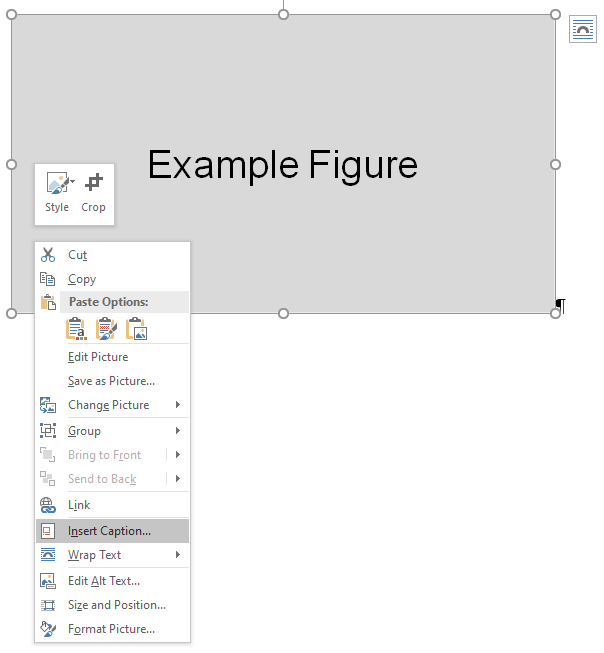 Example Figure
Style Crop
Cut
Copy
Paste Options:
a
Edit Picture
Save as Picture...
Change Picture
Group
Bring to Front
Send to Back
Link
Insert Caption...
Wrap Text
Edit Alt Text...
Size and Position...
Format Picture...
¶